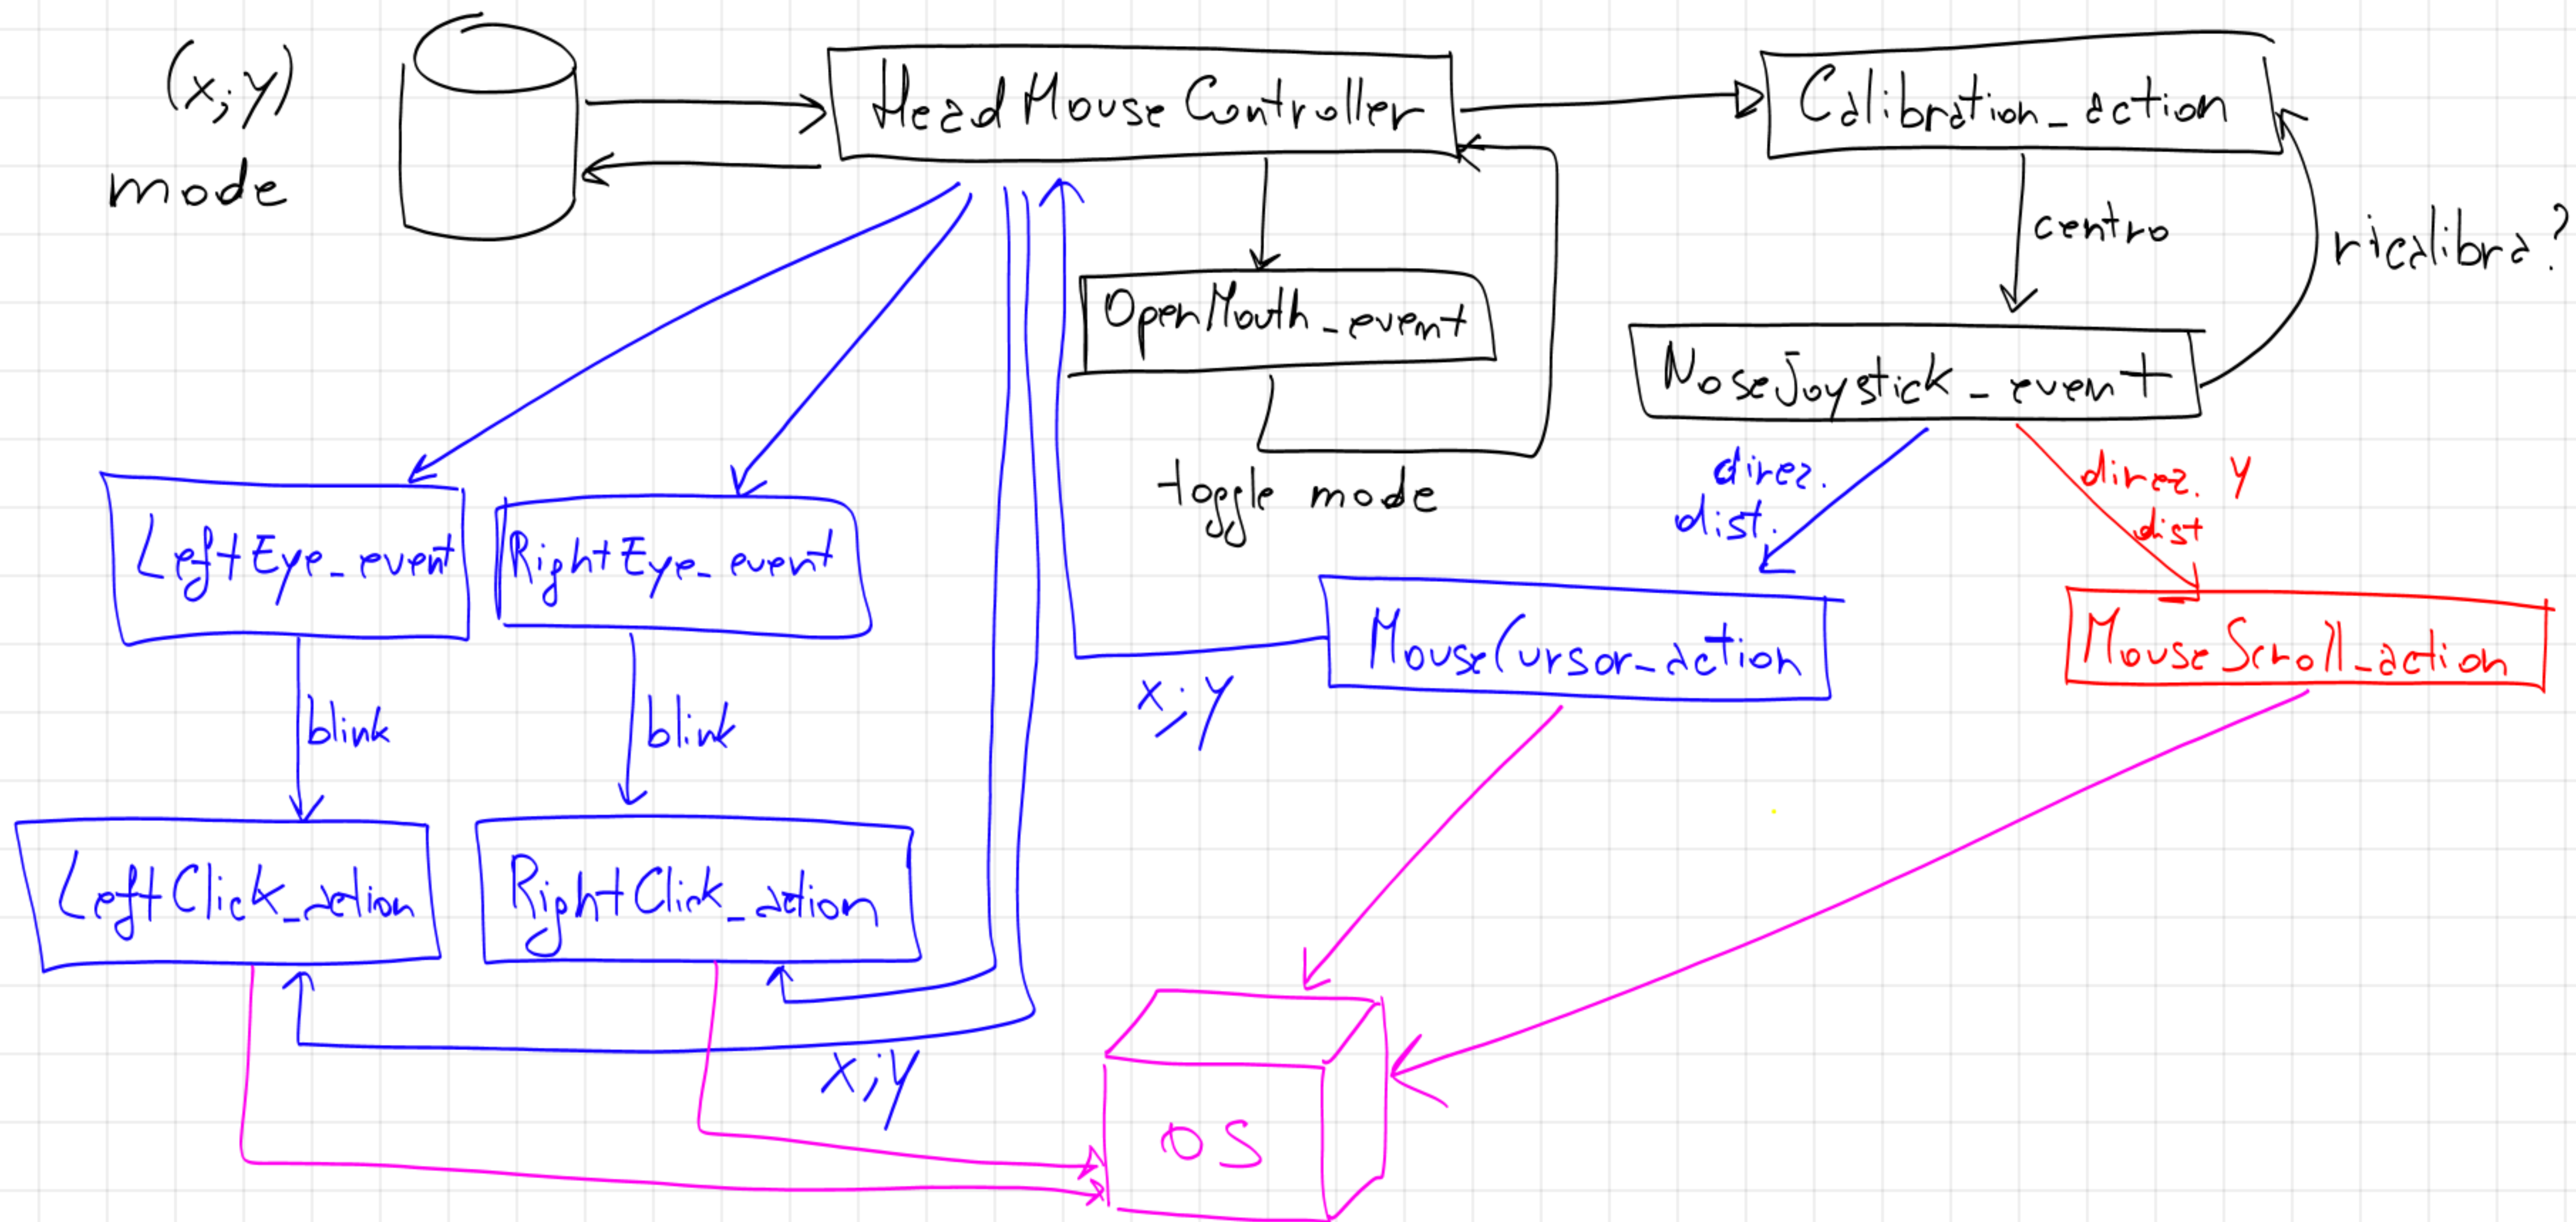 (x;y)
mode
HeadMouseController
Calibration_action
centro
ricalibra?
OpenMouth_event
toggle mode
NoseJoystick_event
direz.
dist.
direz. y
dist
LeftEye_event
RightEye_event
MouseCursor_action
MouseScroll_action
x;y
blink
blink
LeftClick_action
RightClick_action
x;y
OS